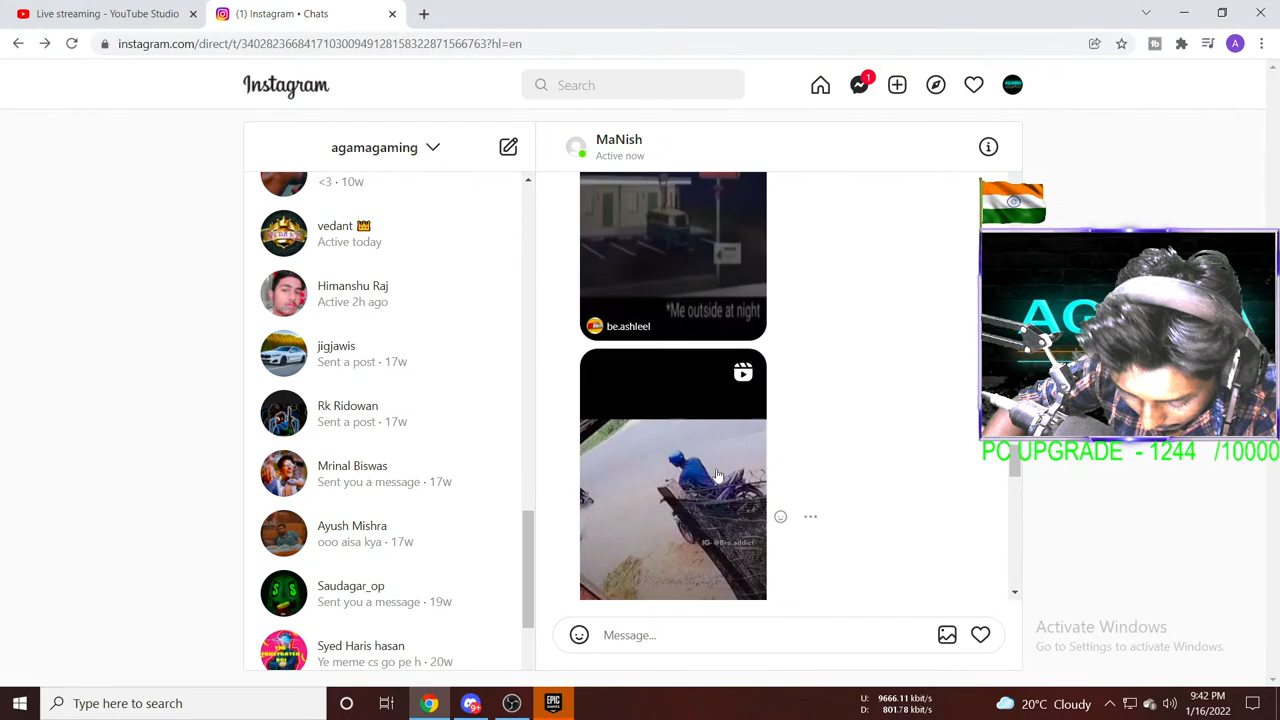 Live streaming - YouTube Studio
(1) Instagram • Chats
instagram.com/direct/t/340282366841710300949128158322871566763?hl=en
Instagram
Search
1
agamagaming
MaNish
Active now
<3 · 10w
vedant
Active today
Himanshu Raj
Active 2h ago
jigjawis
Sent a post · 17w
Rk Ridowan
Sent a post · 17w
Mrinal Biswas
Sent you a message · 17w
Ayush Mishra
ooo aisa kya · 17w
Saudagar_op
Sent you a message · 19w
Syed Haris hasan
Ye meme cs go pe h · 20w
*Me outside at night
be.ashleel
IG- @Bro.addict
Message...
PC UPGRADE - 1244 /10000
Activate Windows
Go to Settings to activate Windows.
Type here to search
U: 9666.11 kbit/s
D: 801.78 kbit/s
20°C Cloudy
9:42 PM
1/16/2022